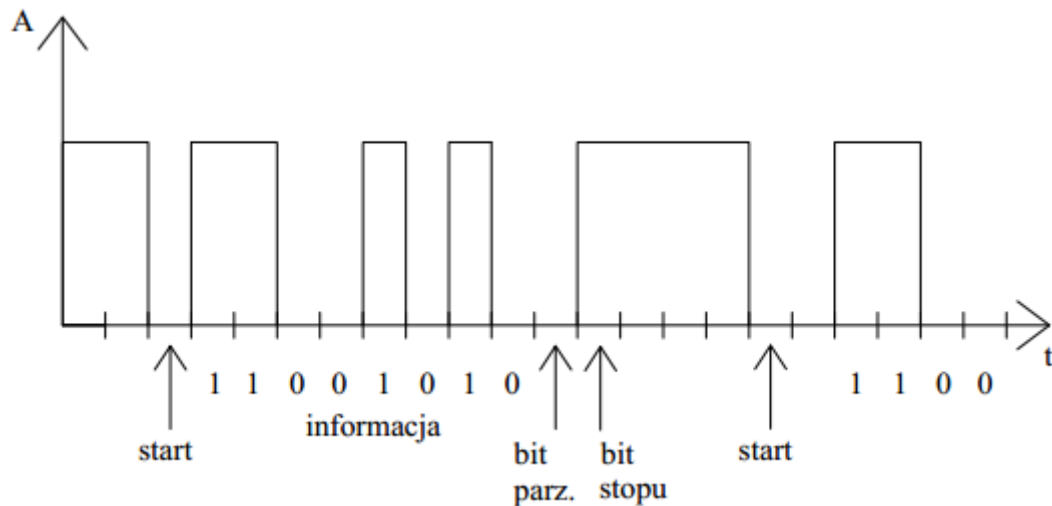 A
t
1 1 0 0 1 0 1 0
1 1 0 0
informacja
start
bit
parz.
bit
stopu
start